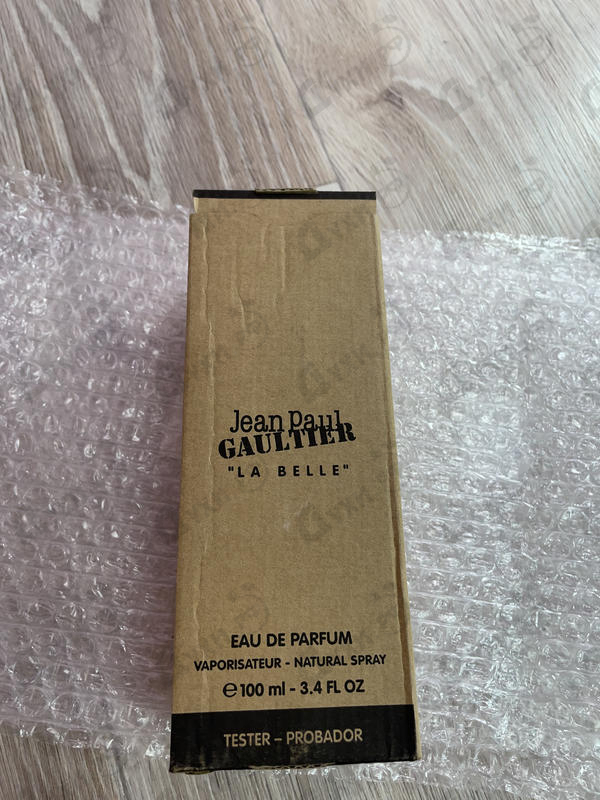 Jean Paul
GAULTIER
"LA BELLE"
EAU DE PARFUM
VAPORISATEUR - NATURAL SPRAY
℮ 100 ml - 3.4 FL OZ
TESTER – PROBADOR